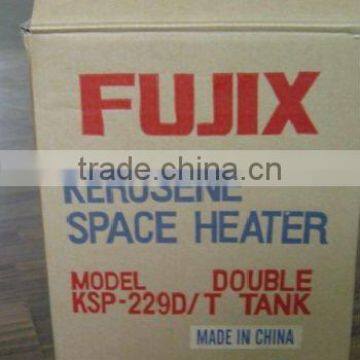 FUJIX
trade.china.cn
KEROSENE
SPACE HEATER
MODEL DOUBLE
KSP-229D/T TANK
MADE IN CHINA